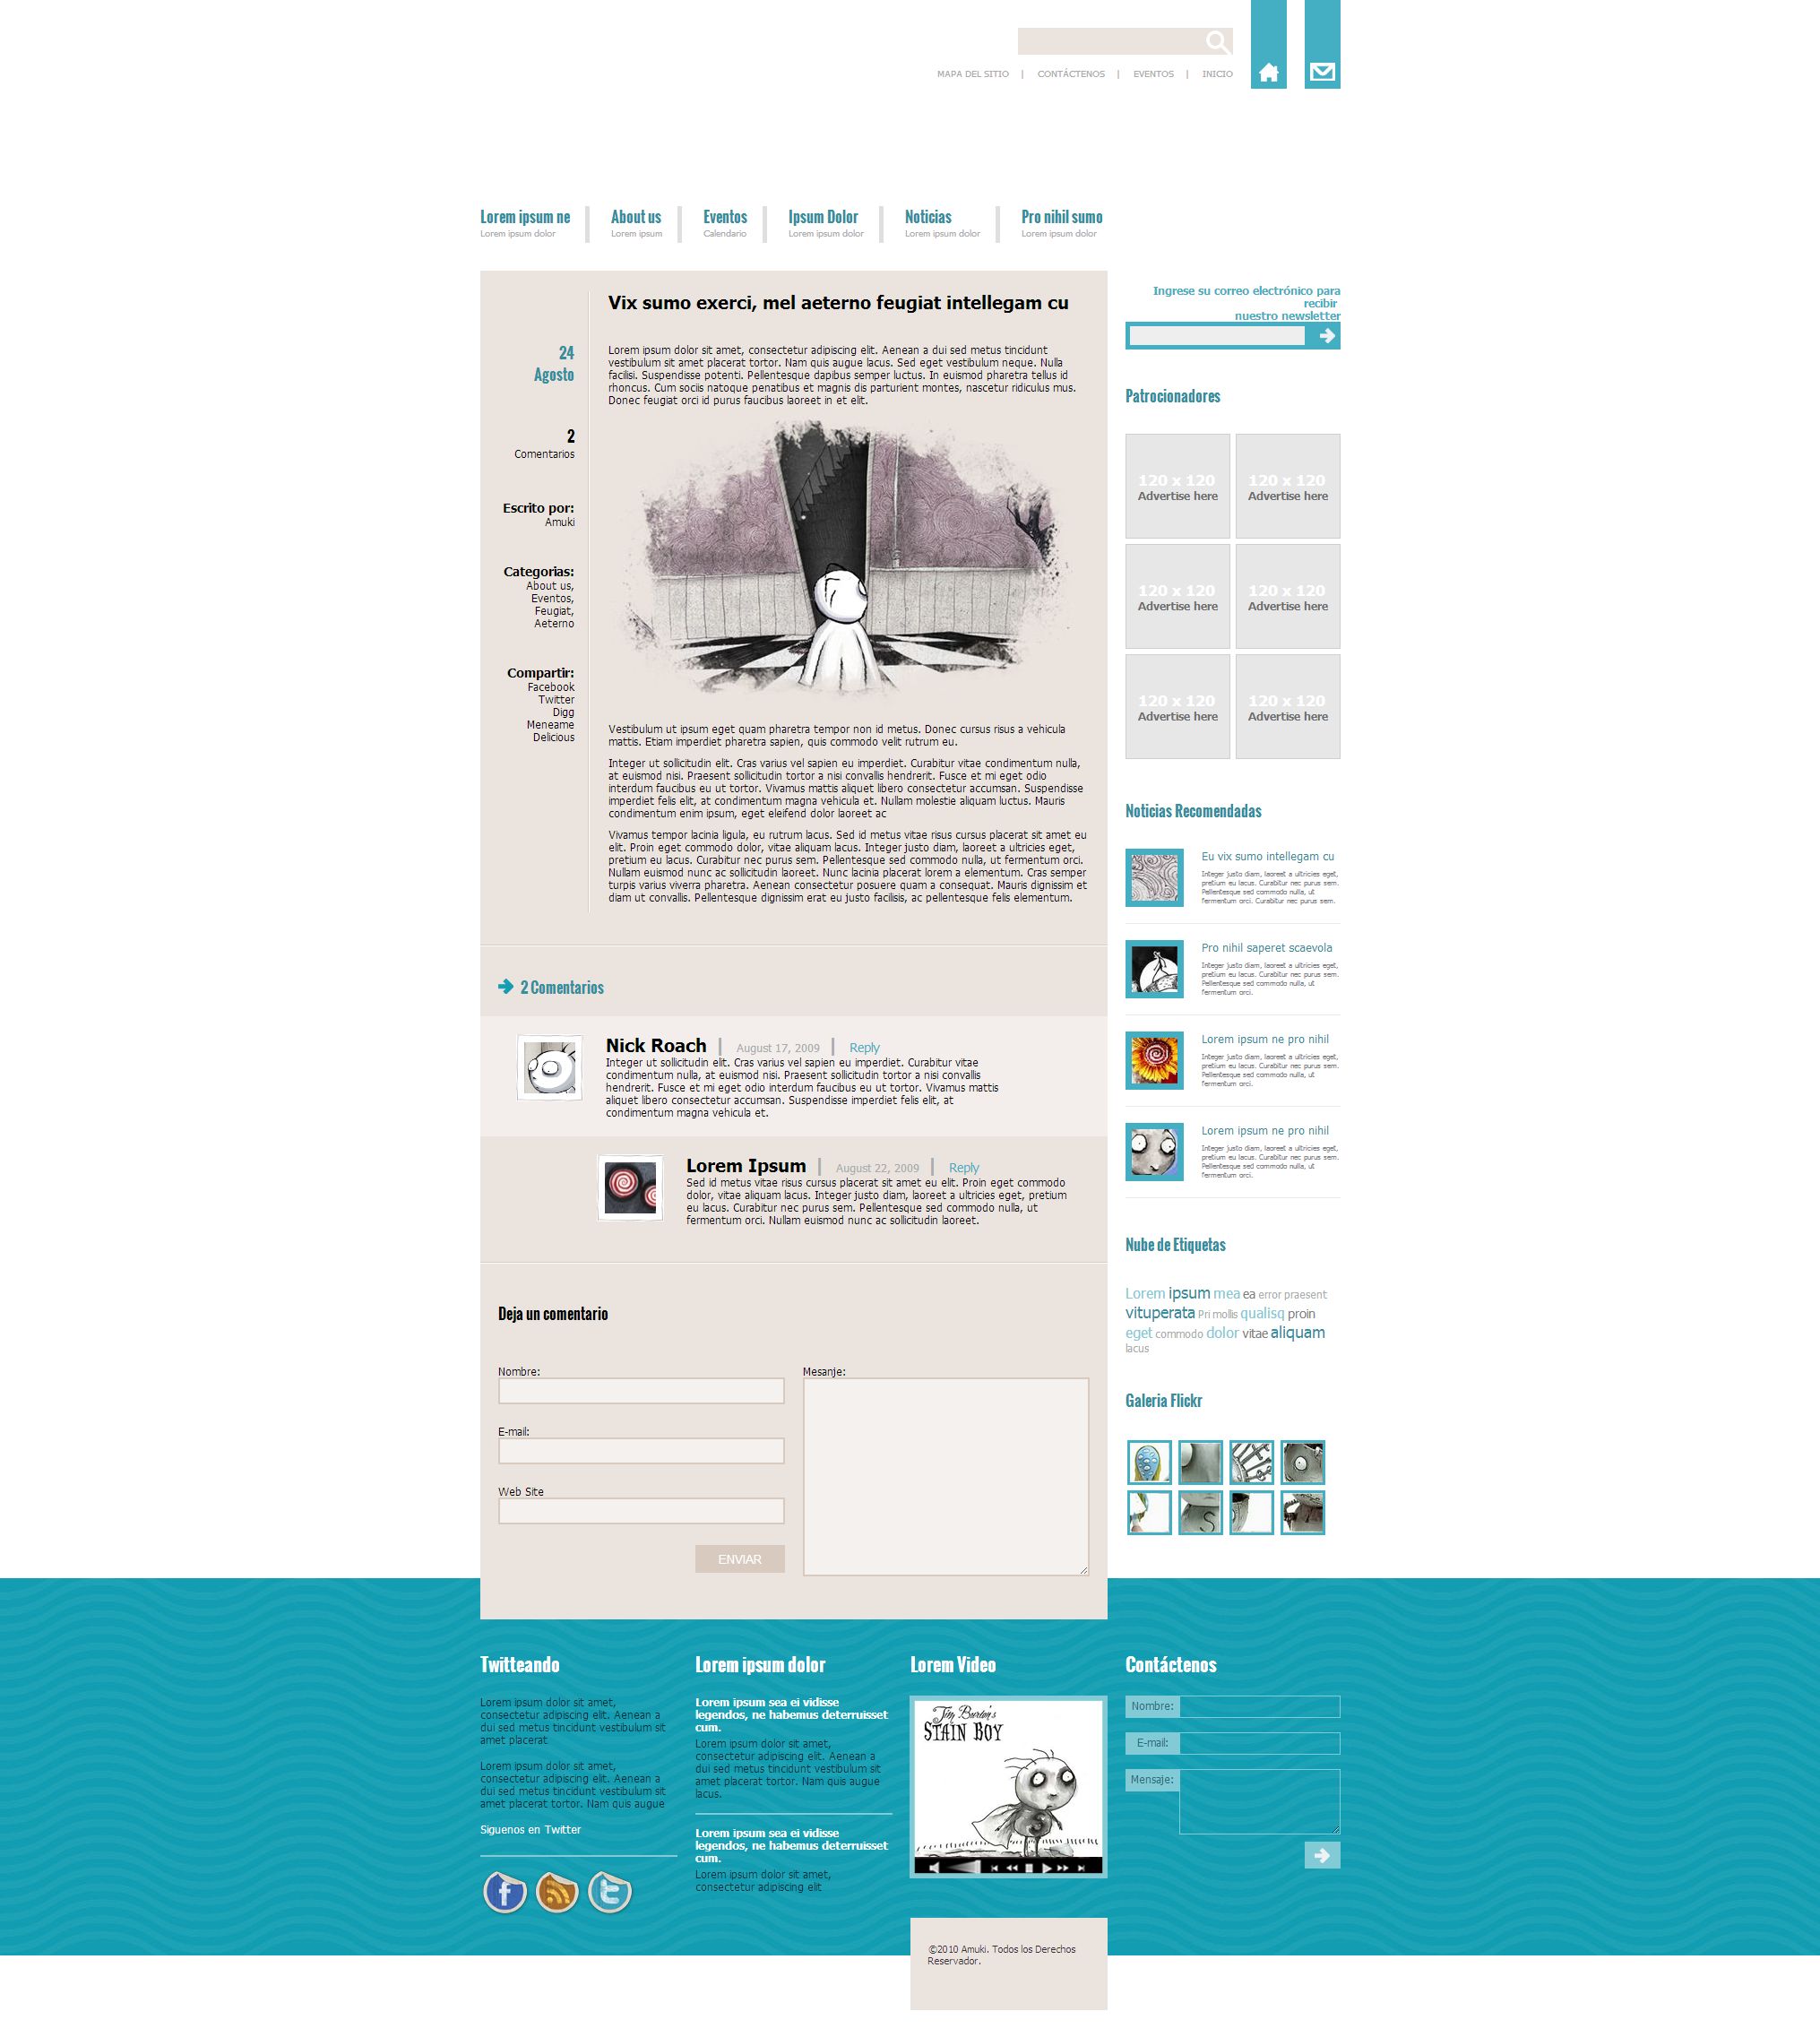 MAPA DEL SITIO | CONTÁCTENOS | EVENTOS | INICIO
Lorem ipsum ne
Lorem ipsum dolor
About us
Lorem ipsum
Eventos
Calendario
Ipsum Dolor
Lorem ipsum dolor
Noticias
Lorem ipsum dolor
Pro nihil sumo
Lorem ipsum dolor
24
Agosto
2
Comentarios
Escrito por:
Amuki
Categorias:
About us,
Eventos,
Feugiat,
Aeterno
Compartir:
Facebook
Twitter
Digg
Meneame
Delicious
Vix sumo exerci, mel aeterno feugiat intellegam cu
Lorem ipsum dolor sit amet, consectetur adipiscing elit. Aenean a dui sed metus tincidunt
vestibulum sit amet placerat tortor. Nam quis augue lacus. Sed eget vestibulum neque. Nulla
facilisi. Suspendisse potenti. Pellentesque dapibus semper luctus. In euismod pharetra tellus id
rhoncus. Cum sociis natoque penatibus et magnis dis parturient montes, nascetur ridiculus mus.
Donec feugiat orci id purus faucibus laoreet in et elit.
Vestibulum ut ipsum eget quam pharetra tempor non id metus. Donec cursus risus a vehicula
mattis. Etiam imperdiet pharetra sapien, quis commodo velit rutrum eu.
Integer ut sollicitudin elit. Cras varius vel sapien eu imperdiet. Curabitur vitae condimentum nulla,
at euismod nisi. Praesent sollicitudin tortor a nisi convallis hendrerit. Fusce et mi eget odio
interdum faucibus eu ut tortor. Vivamus mattis aliquet libero consectetur accumsan. Suspendisse
imperdiet felis elit, at condimentum magna vehicula et. Nullam molestie aliquam luctus. Mauris
condimentum enim ipsum, eget eleifend dolor laoreet ac
Vivamus tempor lacinia ligula, eu rutrum lacus. Sed id metus vitae risus cursus placerat sit amet eu
elit. Proin eget commodo dolor, vitae aliquam lacus. Integer justo diam, laoreet a ultricies eget,
pretium eu lacus. Curabitur nec purus sem. Pellentesque sed commodo nulla, ut fermentum orci.
Nullam euismod nunc ac sollicitudin laoreet. Nunc lacinia placerat lorem a elementum. Cras semper
turpis varius viverra pharetra. Aenean consectetur posuere quam a consequat. Mauris dignissim et
diam ut convallis. Pellentesque dignissim erat eu justo facilisis, ac pellentesque felis elementum.
2 Comentarios
Nick Roach | August 17, 2009 | Reply
Integer ut sollicitudin elit. Cras varius vel sapien eu imperdiet. Curabitur vitae
condimentum nulla, at euismod nisi. Praesent sollicitudin tortor a nisi convallis
hendrerit. Fusce et mi eget odio interdum faucibus eu ut tortor. Vivamus mattis
aliquet libero consectetur accumsan. Suspendisse imperdiet felis elit, at
condimentum magna vehicula et.
Lorem Ipsum | August 22, 2009 | Reply
Sed id metus vitae risus cursus placerat sit amet eu elit. Proin eget commodo
dolor, vitae aliquam lacus. Integer justo diam, laoreet a ultricies eget, pretium
eu lacus. Curabitur nec purus sem. Pellentesque sed commodo nulla, ut
fermentum orci. Nullam euismod nunc ac sollicitudin laoreet.
Deja un comentario
Nombre:
E-mail:
Web Site
ENVIAR
Mesanje:
Ingrese su correo electrónico para
recibir
nuestro newsletter
Patrocionadores
120 x 120
Advertise here
120 x 120
Advertise here
120 x 120
Advertise here
120 x 120
Advertise here
120 x 120
Advertise here
120 x 120
Advertise here
Noticias Recomendadas
Eu vix sumo intellegam cu
Integer justo diam, laoreet a ultricies eget,
pretium eu lacus. Curabitur nec purus sem.
Pellentesque sed commodo nulla, ut
fermentum orci. Curabitur nec purus sem.
Pro nihil saperet scaevola
Integer justo diam, laoreet a ultricies eget,
pretium eu lacus. Curabitur nec purus sem.
Pellentesque sed commodo nulla, ut
fermentum orci.
Lorem ipsum ne pro nihil
Integer justo diam, laoreet a ultricies eget,
pretium eu lacus. Curabitur nec purus sem.
Pellentesque sed commodo nulla, ut
fermentum orci.
Lorem ipsum ne pro nihil
Integer justo diam, laoreet a ultricies eget,
pretium eu lacus. Curabitur nec purus sem.
Pellentesque sed commodo nulla, ut
fermentum orci.
Nube de Etiquetas
Lorem ipsum mea ea error praesent
vituperata Pri mollis qualisq proin
eget commodo dolor vitae aliquam
lacus
Galeria Flickr
Twitteando
Lorem ipsum dolor sit amet,
consectetur adipiscing elit. Aenean a
dui sed metus tincidunt vestibulum sit
amet placerat
Lorem ipsum dolor sit amet,
consectetur adipiscing elit. Aenean a
dui sed metus tincidunt vestibulum sit
amet placerat tortor. Nam quis augue
Siguenos en Twitter
Lorem ipsum dolor
Lorem ipsum sea ei vidisse
legendos, ne habemus deterruisset
cum.
Lorem ipsum dolor sit amet,
consectetur adipiscing elit. Aenean a
dui sed metus tincidunt vestibulum sit
amet placerat tortor. Nam quis augue
lacus.
Lorem ipsum sea ei vidisse
legendos, ne habemus deterruisset
cum.
Lorem ipsum dolor sit amet,
consectetur adipiscing elit
Lorem Video
Tim Burton's
STAIN BOY
Contáctenos
Nombre:
E-mail:
Mensaje:
©2010 Amuki. Todos los Derechos
Reservador.